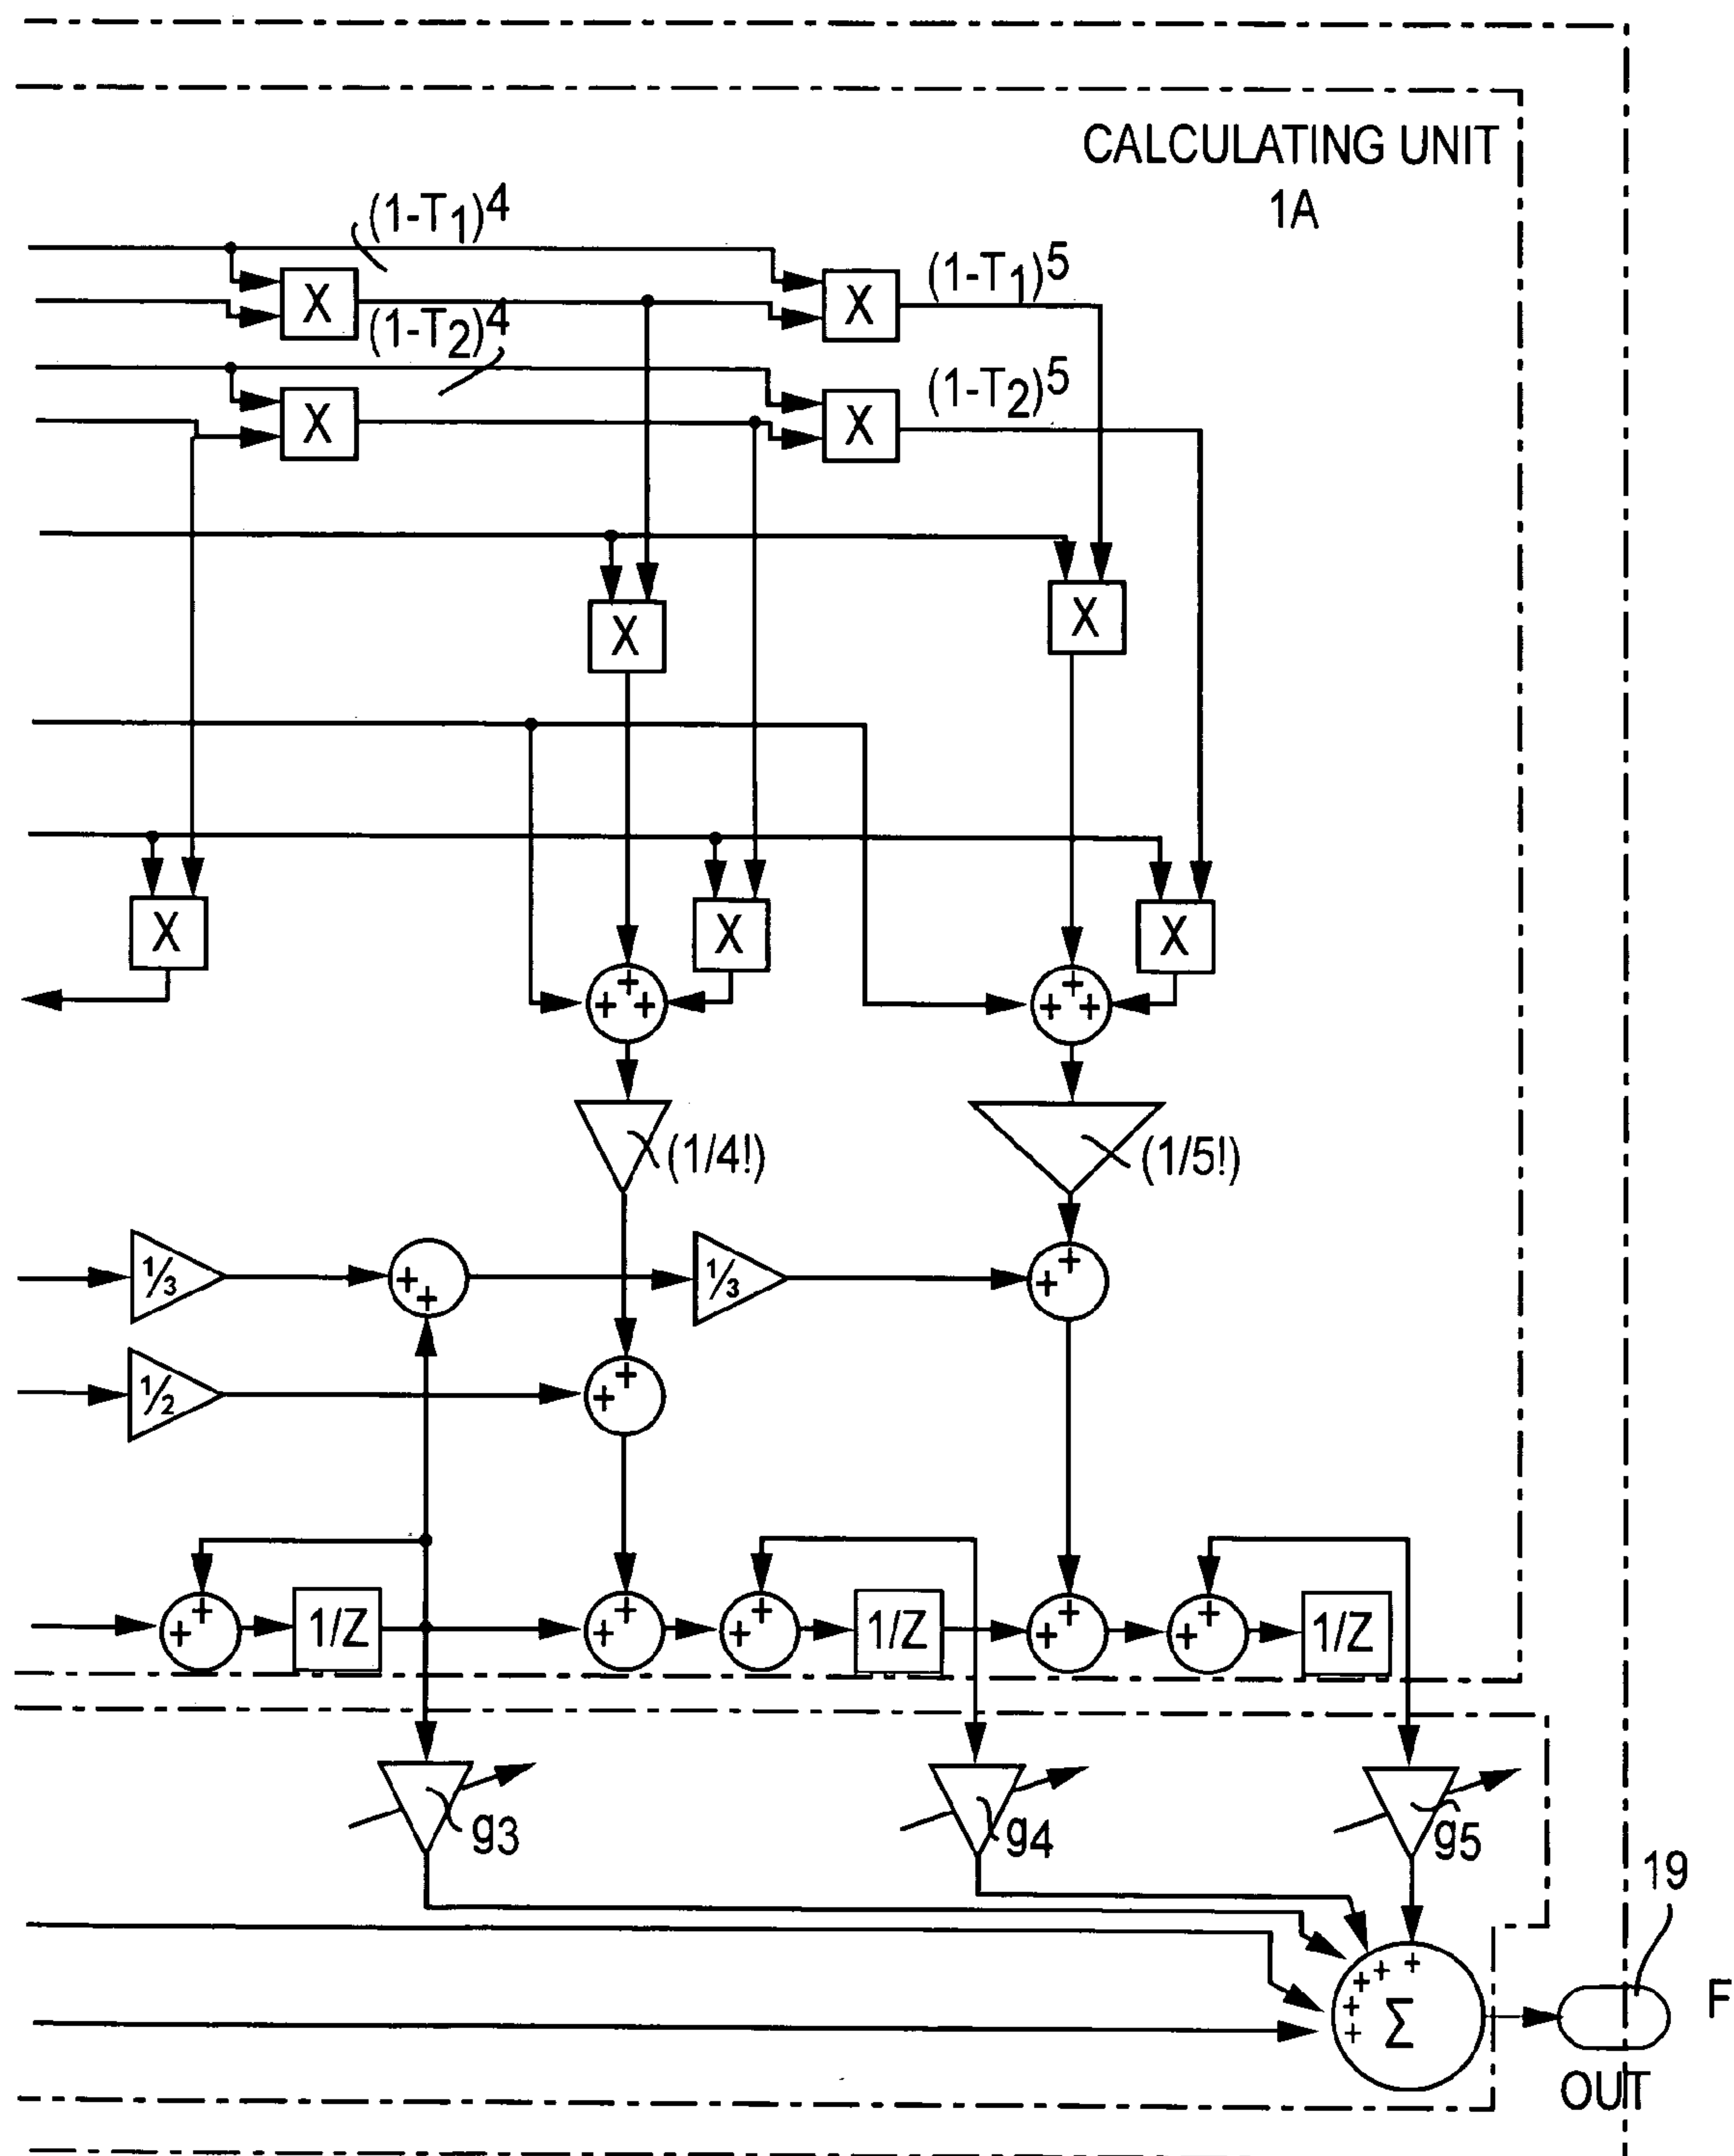 CALCULATING UNIT
1A
(1-T1)4
(1-T1)5
X
X
(1-T2)4
(1-T2)5
X
X
X
X
X
X
X
+ + +
+ + +
(1/4!)
(1/5!)
1/3
+ +
1/3
+ +
1/2
+ +
+ +
1/Z
+ +
+ +
1/Z
+ +
+ +
1/Z
g3
g4
g5
19
+ + + + +
Σ
F
OUT